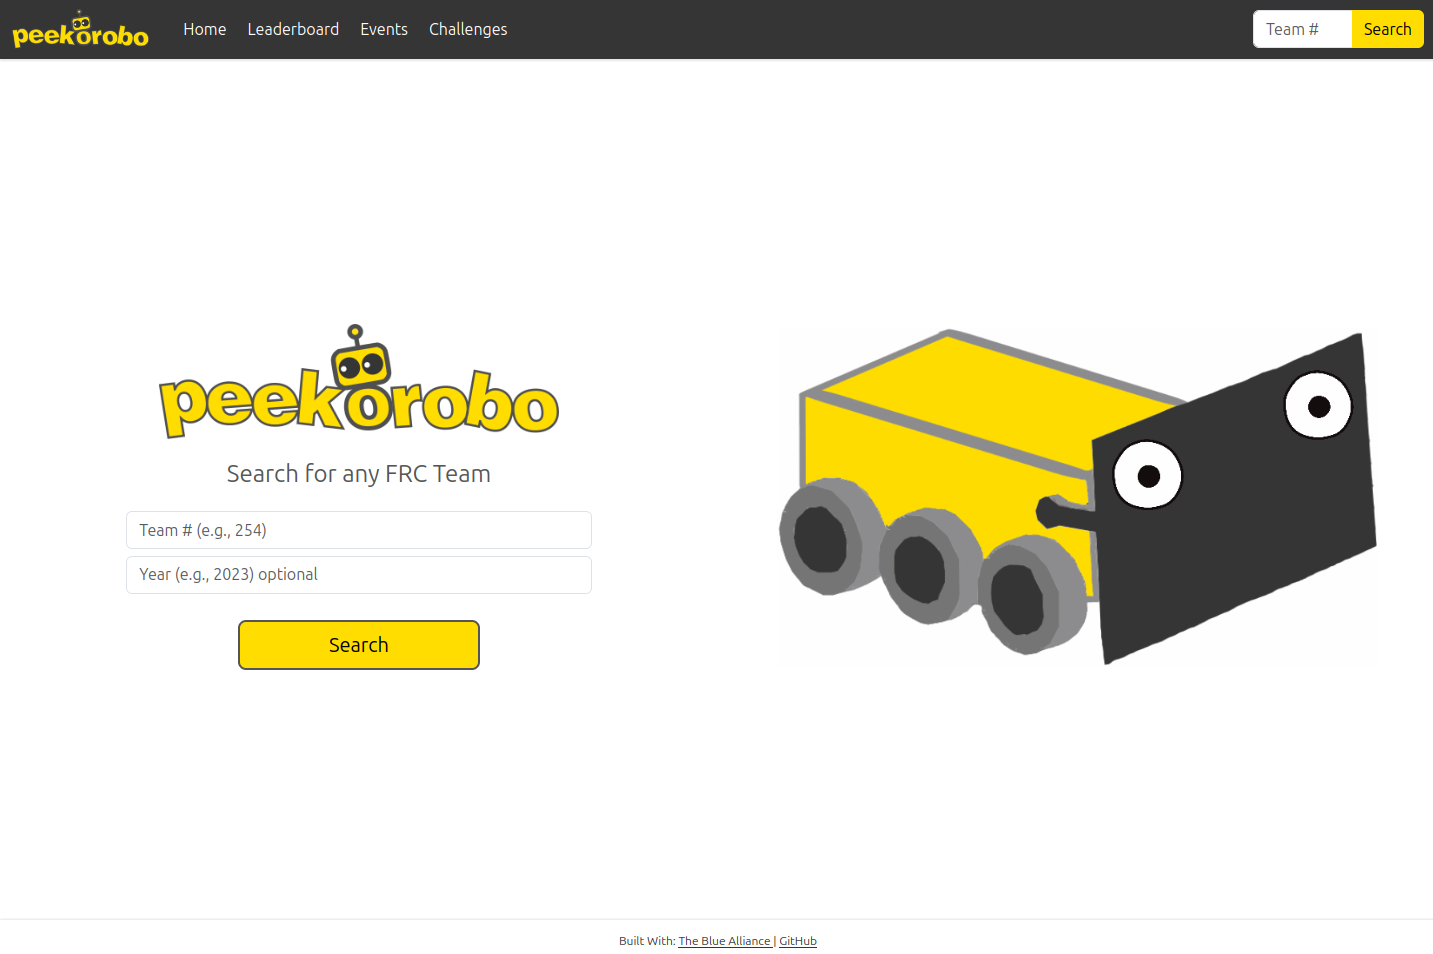 peekorobo Home Leaderboard Events Challenges Team # Search
peekorobo
Search for any FRC Team
Team # (e.g., 254)
Year (e.g., 2023) optional
Search
Built With: The Blue Alliance | GitHub